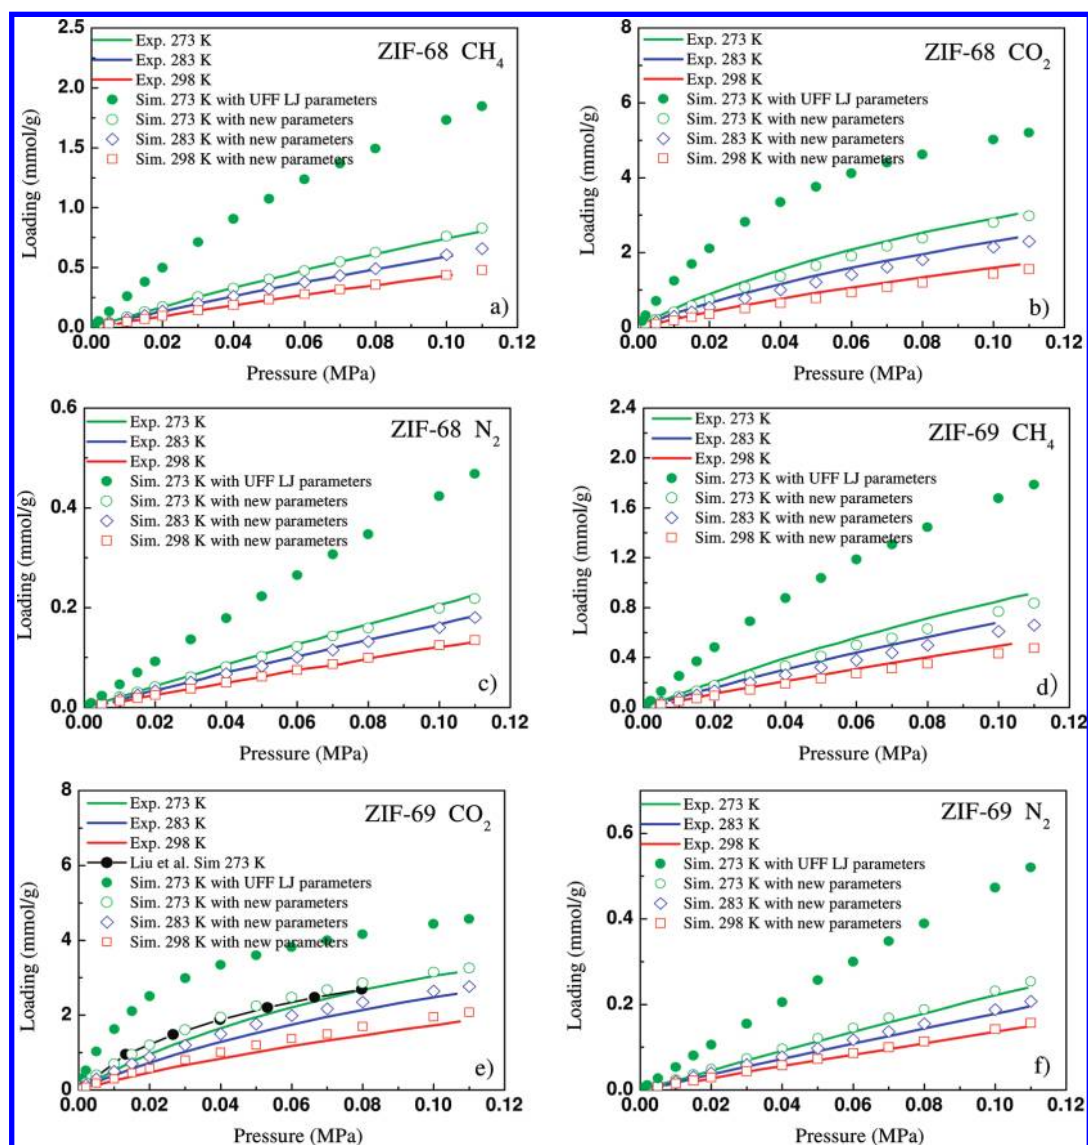 ZIF-68 CH4
Exp. 273 K
Exp. 283 K
Exp. 298 K
Sim. 273 K with UFF LJ parameters
Sim. 273 K with new parameters
Sim. 283 K with new parameters
Sim. 298 K with new parameters
2.5
2.0
1.5
1.0
0.5
0.0
Loading (mmol/g)
a)
0.00 0.02 0.04 0.06 0.08 0.10 0.12
Pressure (MPa)
ZIF-68 CO2
Exp. 273 K
Exp. 283 K
Exp. 298 K
Sim. 273 K with UFF LJ parameters
Sim. 273 K with new parameters
Sim. 283 K with new parameters
Sim. 298 K with new parameters
8
6
4
2
0
Loading (mmol/g)
b)
0.00 0.02 0.04 0.06 0.08 0.10 0.12
Pressure (MPa)
ZIF-68 N2
Exp. 273 K
Exp. 283 K
Exp. 298 K
Sim. 273 K with UFF LJ parameters
Sim. 273 K with new parameters
Sim. 283 K with new parameters
Sim. 298 K with new parameters
0.6
0.4
0.2
0.0
Loading (mmol/g)
c)
0.00 0.02 0.04 0.06 0.08 0.10 0.12
Pressure (MPa)
ZIF-69 CH4
Exp. 273 K
Exp. 283 K
Exp. 298 K
Sim. 273 K with UFF LJ parameters
Sim. 273 K with new parameters
Sim. 283 K with new parameters
Sim. 298 K with new parameters
2.4
1.8
1.2
0.6
0.0
Loading (mmol/g)
d)
0.00 0.02 0.04 0.06 0.08 0.10 0.12
Pressure (MPa)
ZIF-69 CO2
Exp. 273 K
Exp. 283 K
Exp. 298 K
Liu et al. Sim 273 K
Sim. 273 K with UFF LJ parameters
Sim. 273 K with new parameters
Sim. 283 K with new parameters
Sim. 298 K with new parameters
8
6
4
2
0
Loading (mmol/g)
e)
0.00 0.02 0.04 0.06 0.08 0.10 0.12
Pressure (MPa)
ZIF-69 N2
Exp. 273 K
Exp. 283 K
Exp. 298 K
Sim. 273 K with UFF LJ parameters
Sim. 273 K with new parameters
Sim. 283 K with new parameters
Sim. 298 K with new parameters
0.6
0.4
0.2
0.0
Loading (mmol/g)
f)
0.00 0.02 0.04 0.06 0.08 0.10 0.12
Pressure (MPa)